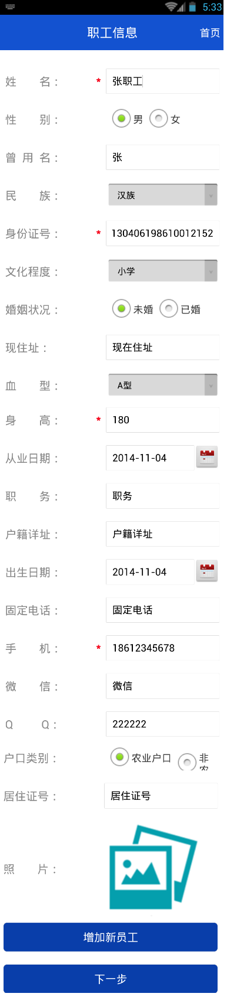 5:33
职工信息 首页
姓 名： * 张职工
性 别： 男 女
曾 用 名： 张
民 族： 汉族
身份证号： * 130406198610012152
文化程度： 小学
婚姻状况： 未婚 已婚
现住址： 现在住址
血 型： A型
身 高： * 180
从业日期： 2014-11-04
职 务： 职务
户籍详址： 户籍详址
出生日期： 2014-11-04
固定电话： 固定电话
手 机： * 18612345678
微 信： 微信
Q Q： 222222
户口类别： 农业户口 非
农
居住证号： 居住证号
照 片：
增加新员工
下一步